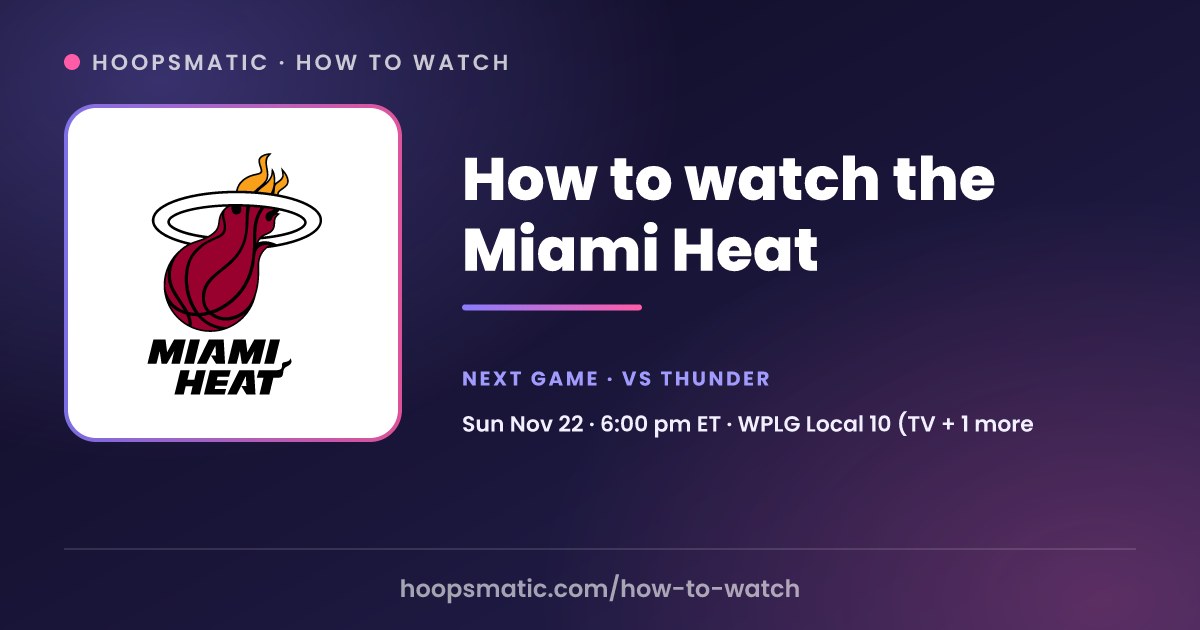 HOOPSMATIC · HOW TO WATCH
MIAMI
HEAT
How to watch the
Miami Heat
NEXT GAME · VS THUNDER
Sun Nov 22 · 6:00 pm ET · WPLG Local 10 (TV + 1 more
hoopsmatic.com/how-to-watch